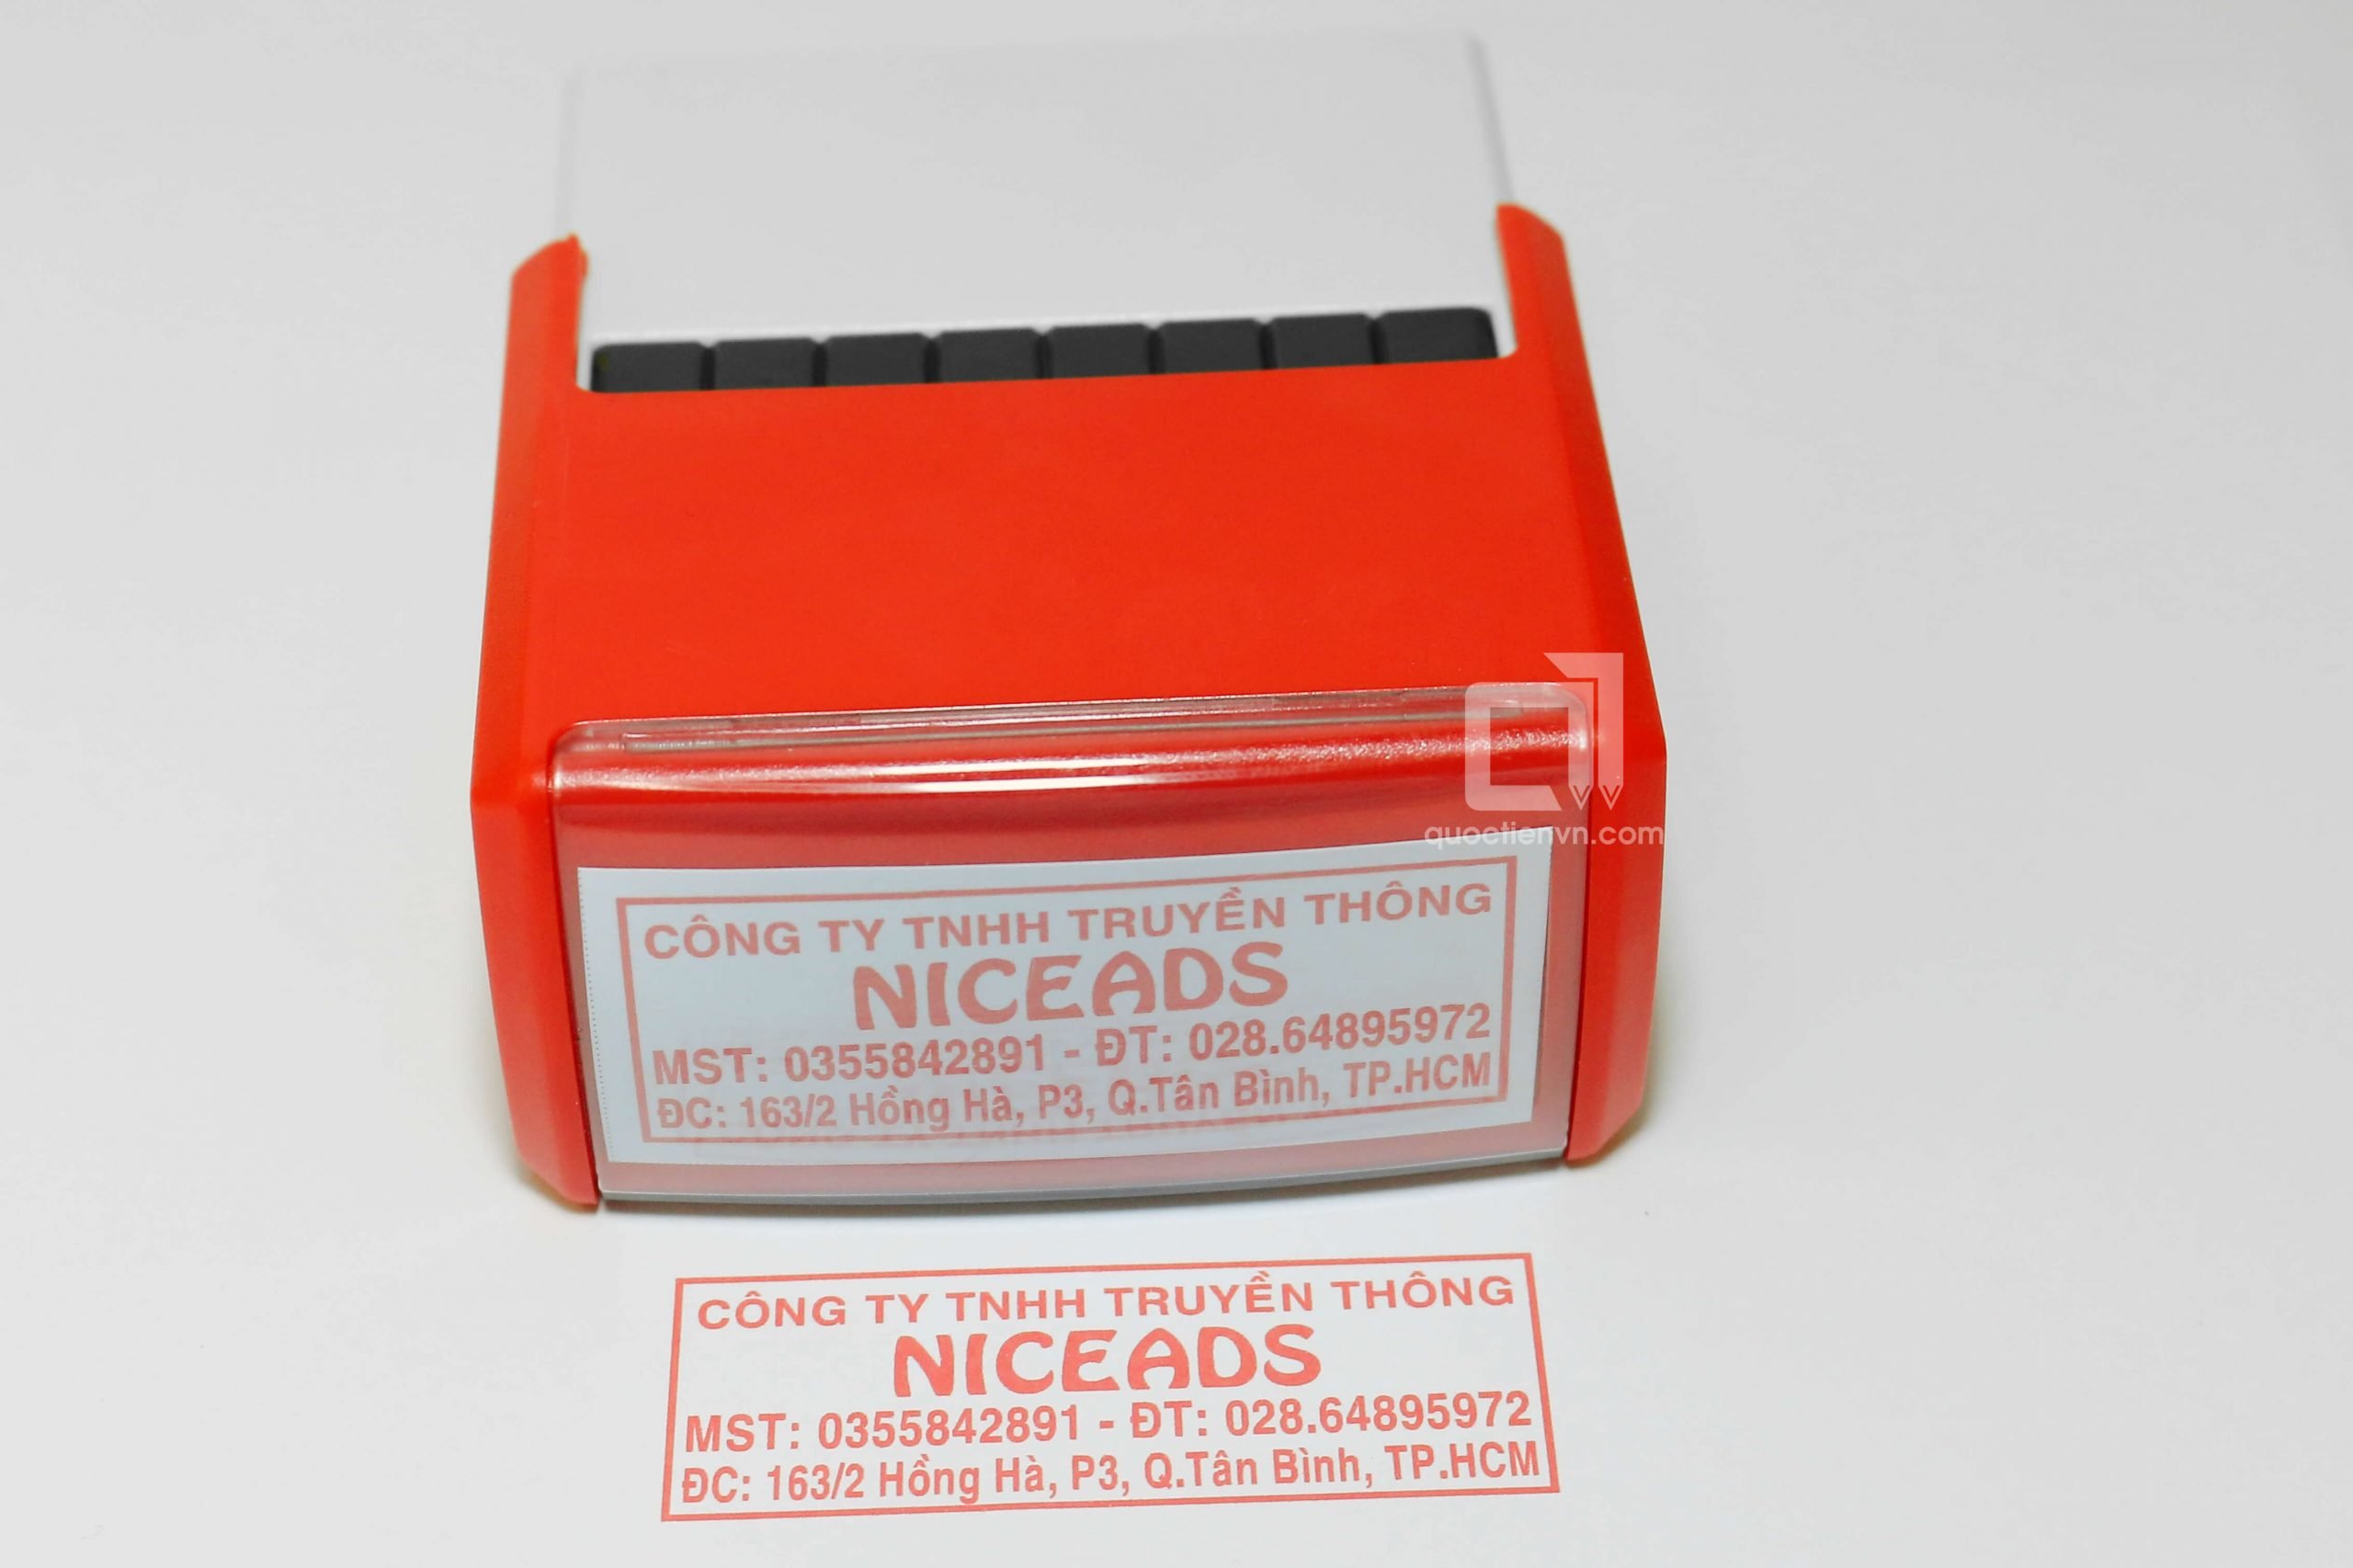 quoctienvn.com
CÔNG TY TNHH TRUYỀN THÔNG
NICEADS
MST: 0355842891 - ĐT: 028.64895972
ĐC: 163/2 Hồng Hà, P3, Q.Tân Bình, TP.HCM
CÔNG TY TNHH TRUYỀN THÔNG
NICEADS
MST: 0355842891 - ĐT: 028.64895972
ĐC: 163/2 Hồng Hà, P3, Q.Tân Bình, TP.HCM